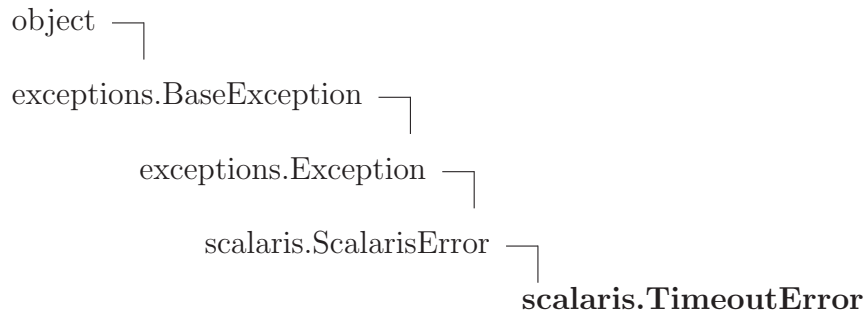 object
exceptions.BaseException
exceptions.Exception
scalaris.ScalarisError
scalaris.TimeoutError